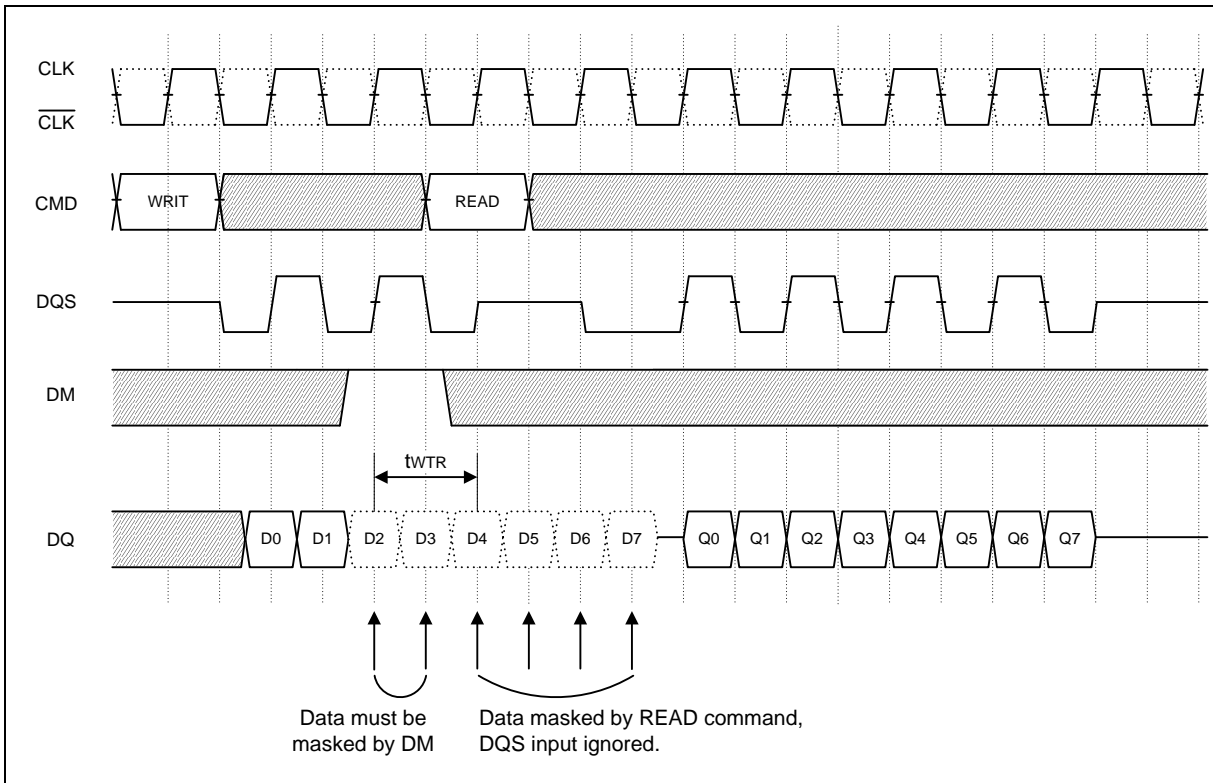 CLK
CLK
CMD
WRIT
READ
DQS
DM
tWTR
DQ
D0 D1 D2 D3 D4 D5 D6 D7 Q0 Q1 Q2 Q3 Q4 Q5 Q6 Q7
Data must be
masked by DM
Data masked by READ command,
DQS input ignored.